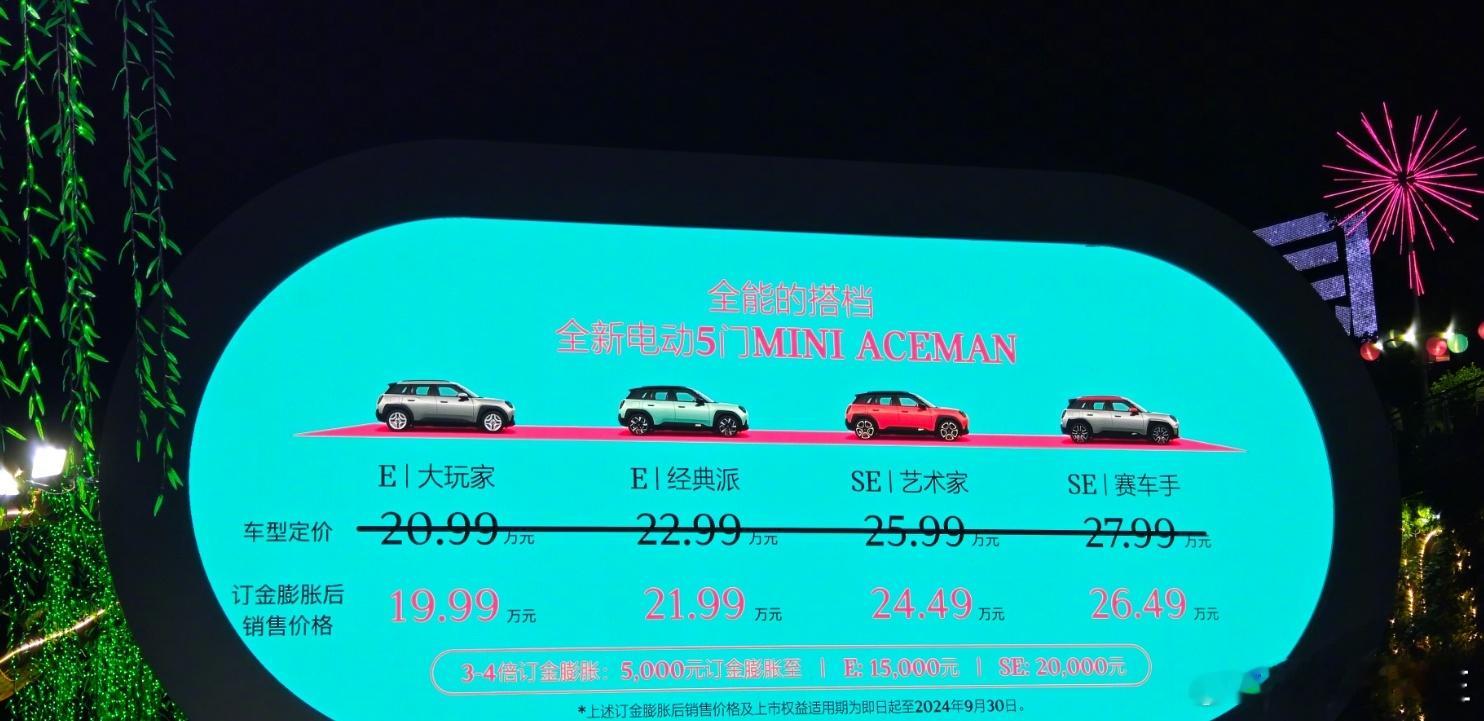 全能的搭档
全新电动5门MINI ACEMAN
E | 大玩家 E | 经典派 SE | 艺术家 SE | 赛车手
车型定价 20.99 万元 22.99 万元 25.99 万元 27.99 万元
订金膨胀后
销售价格 19.99 万元 21.99 万元 24.49 万元 26.49 万元
3-4倍订金膨胀：5,000元订金膨胀至 | E: 15,000元 | SE: 20,000元
*上述订金膨胀后销售价格及上市权益适用期为即日起至2024年9月30日。